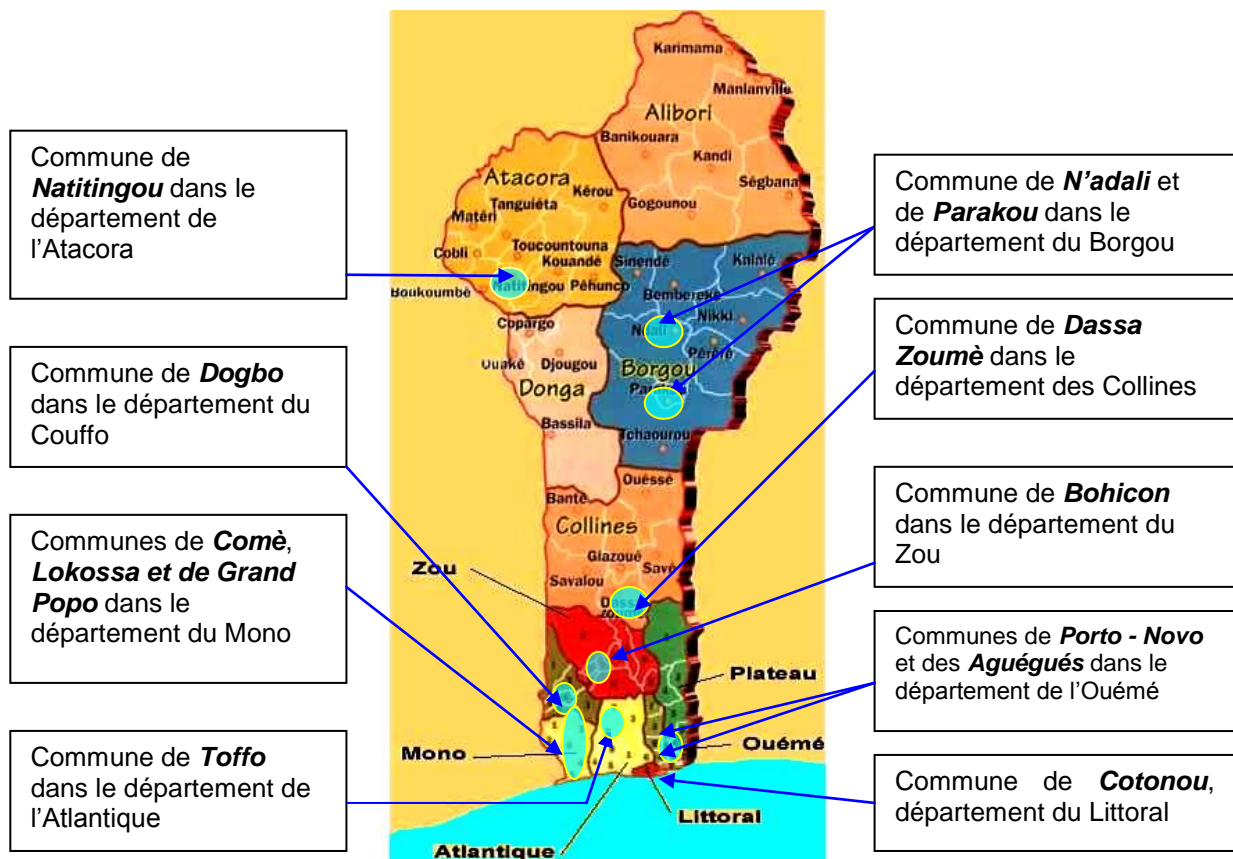 Commune de
Natitingou dans le
département de
l'Atacora
Commune de Dogbo
dans le département du
Couffo
Communes de Comè,
Lokossa et de Grand
Popo dans le
département du Mono
Commune de Toffo
dans le département de
l'Atlantique
Karimama
Manlanville
Alibori
Banikouara
Kandi
Ségbana
Gogounou
Atacora
Kérou
Tanguiéta
Matéri
Toucountouna
Cobli
Kouandé
Natitingou
Péhunco
Boukoumbé
Sinendé
Kalalé
Bembereke
Nikki
Ndali
Pèrèrè
Borgou
Tchaourou
Copargo
Ouaké
Djougou
Donga
Bassila
Ouéssé
Bantè
Collines
Glazoué
Savalou
Savé
Zou
Plateau
Mono
Ouémé
Littoral
Atlantique
Commune de N'adali et
de Parakou dans le
département du Borgou
Commune de Dassa
Zoumè dans le
département des Collines
Commune de Bohicon
dans le département du
Zou
Communes de Porto - Novo
et des Aguégués dans le
département de l'Ouémé
Commune de Cotonou,
département du Littoral